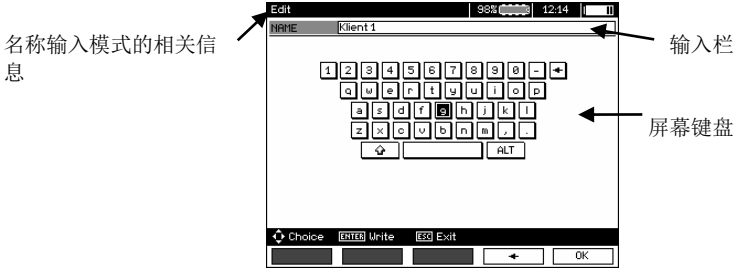 Edit 98% 12:14
NAME Klient 1
名称输入模式的相关信
息
输入栏
1 2 3 4 5 6 7 8 9 0 - ←
q w e r t y u i o p
a s d f g h j k l
z x c v b n m , .
ALT
屏幕键盘
Choice ENTER Write ESC Exit
← OK